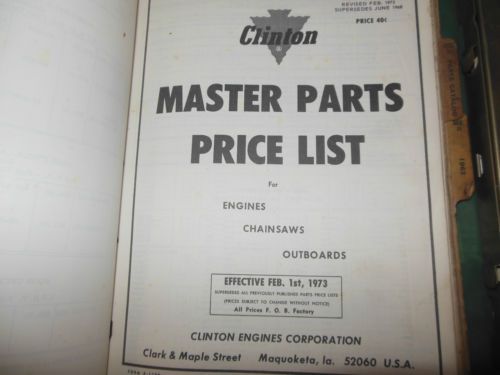 REVISED FEB. 1973
SUPERSEDES JUNE 1968
PRICE 40¢
Clinton
MASTER PARTS
PRICE LIST
For
ENGINES
CHAINSAWS
OUTBOARDS
EFFECTIVE FEB. 1st, 1973
SUPERSEDES ALL PREVIOUSLY PUBLISHED PARTS PRICE LISTS
(PRICES SUBJECT TO CHANGE WITHOUT NOTICE)
All Prices F. O. B. Factory
CLINTON ENGINES CORPORATION
Clark & Maple Street Maquoketa, Ia. 52060 U.S.A.